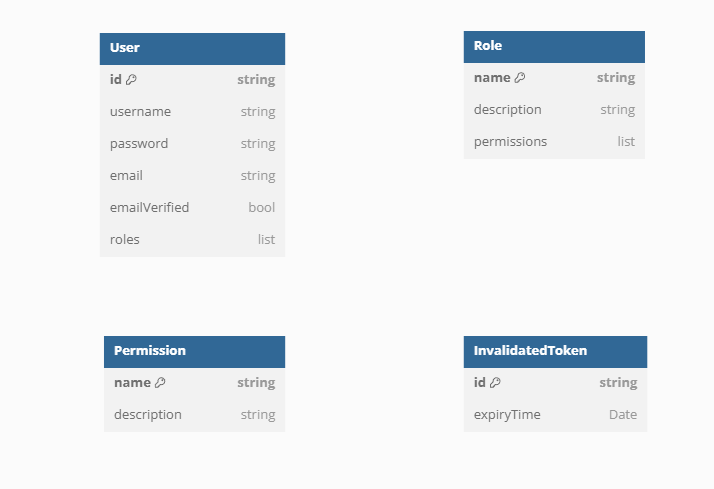 User
id string
username string
password string
email string
emailVerified bool
roles list
Role
name string
description string
permissions list
Permission
name string
description string
InvalidatedToken
id string
expiryTime Date